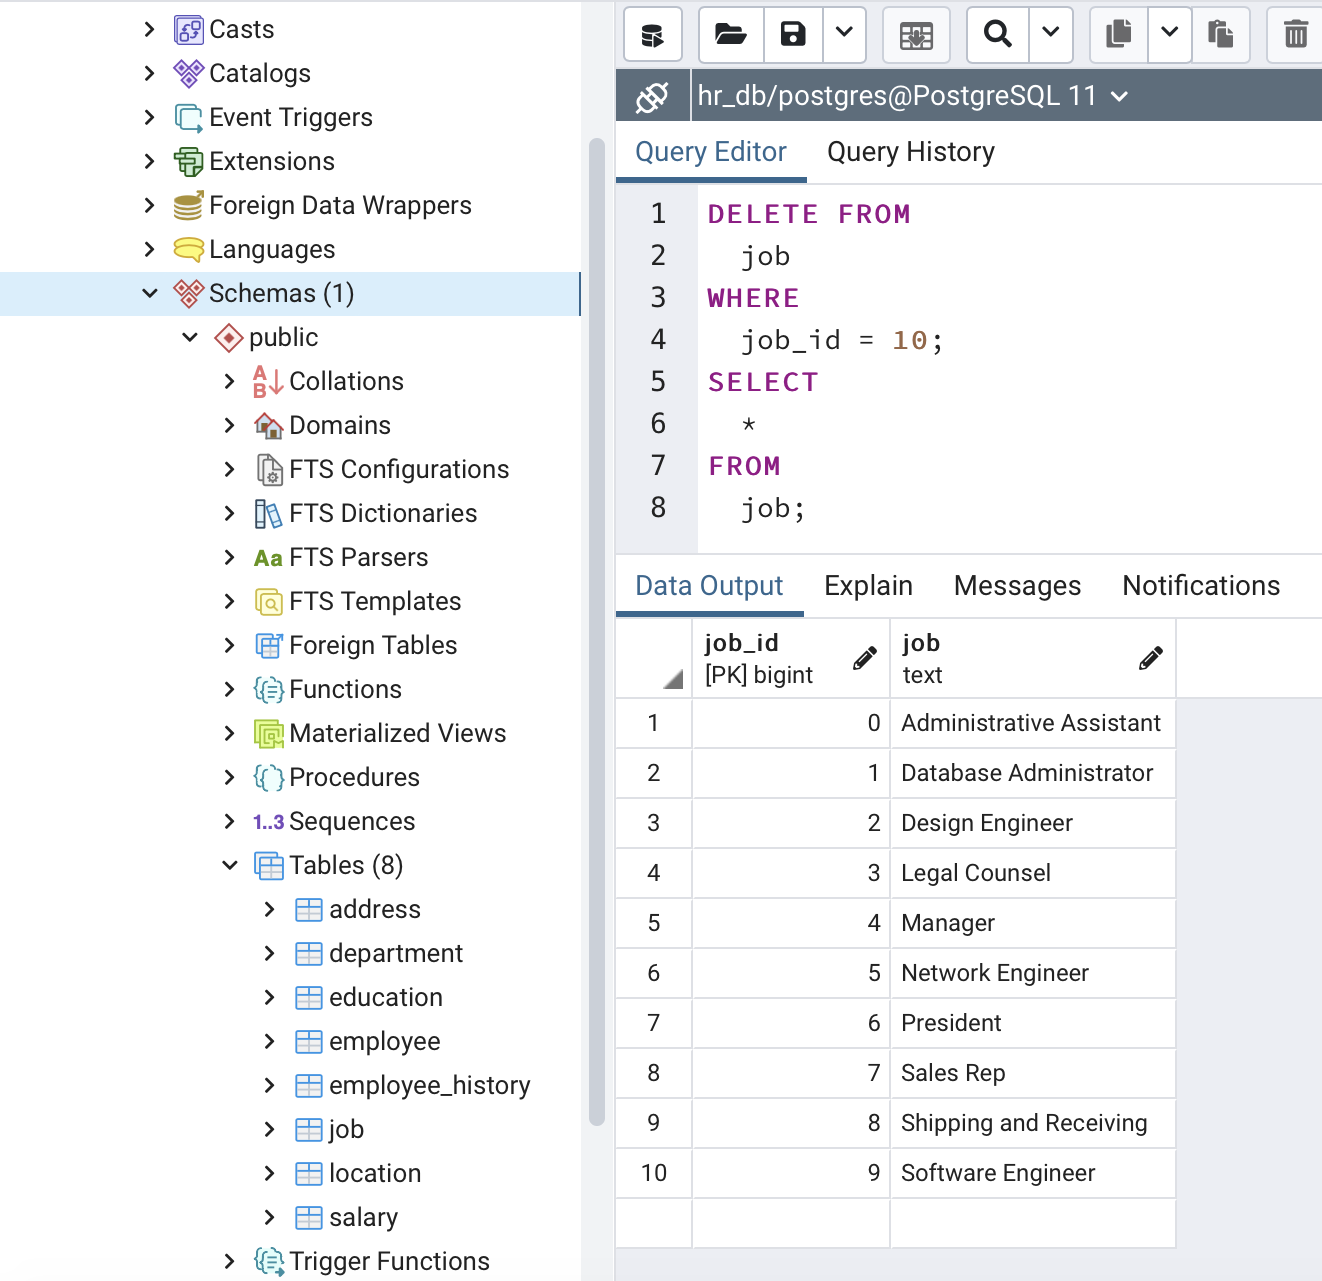 Casts
Catalogs
Event Triggers
Extensions
Foreign Data Wrappers
Languages
Schemas (1)
public
A
B
Collations
Domains
FTS Configurations
FTS Dictionaries
Aa FTS Parsers
FTS Templates
Foreign Tables
Functions
Materialized Views
Procedures
1..3 Sequences
Tables (8)
address
department
education
employee
employee_history
job
location
salary
Trigger Functions
hr_db/postgres@PostgreSQL 11
Query Editor Query History
1 DELETE FROM
2 job
3 WHERE
4 job_id = 10;
5 SELECT
6 *
7 FROM
8 job;
Data Output Explain Messages Notifications
job_id job
[PK] bigint text
1 0 Administrative Assistant
2 1 Database Administrator
3 2 Design Engineer
4 3 Legal Counsel
5 4 Manager
6 5 Network Engineer
7 6 President
8 7 Sales Rep
9 8 Shipping and Receiving
10 9 Software Engineer